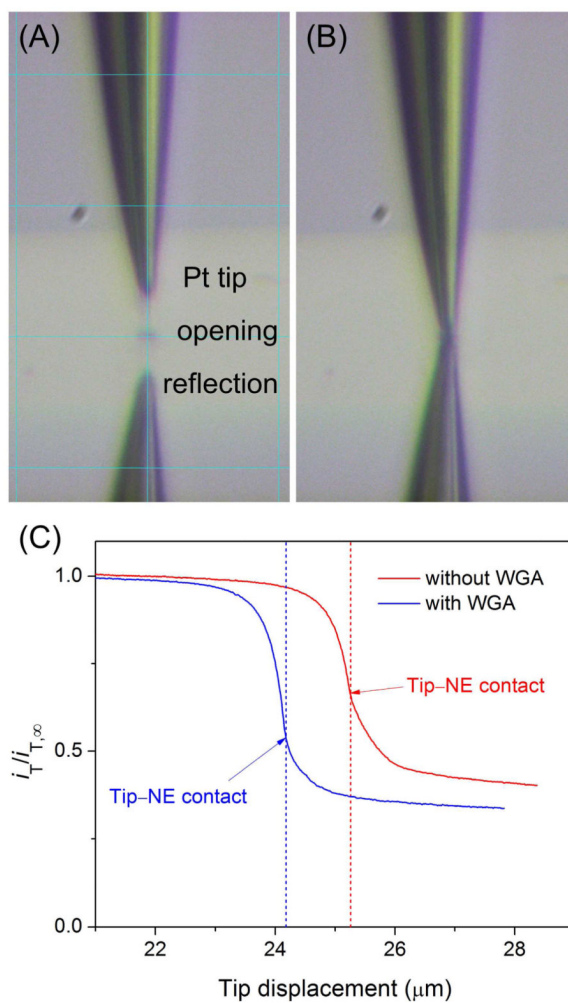 (A)
(B)
Pt tip
opening
reflection
(C)
1.0
0.5
0.0
i_T/i_T,∞
without WGA
with WGA
Tip–NE contact
Tip–NE contact
22
24
26
28
Tip displacement (μm)